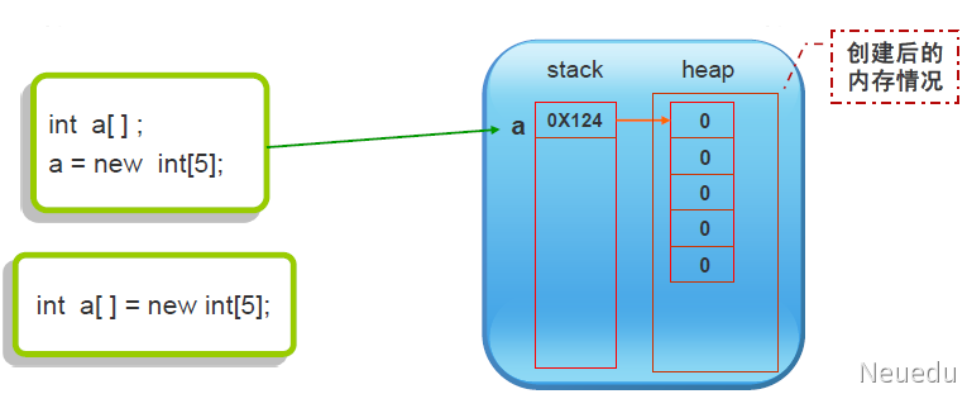 int a[ ] ;
a = new int[5];
int a[ ] = new int[5];
stack
heap
a
0X124
0
0
0
0
0
创建后的
内存情况
Neuedu